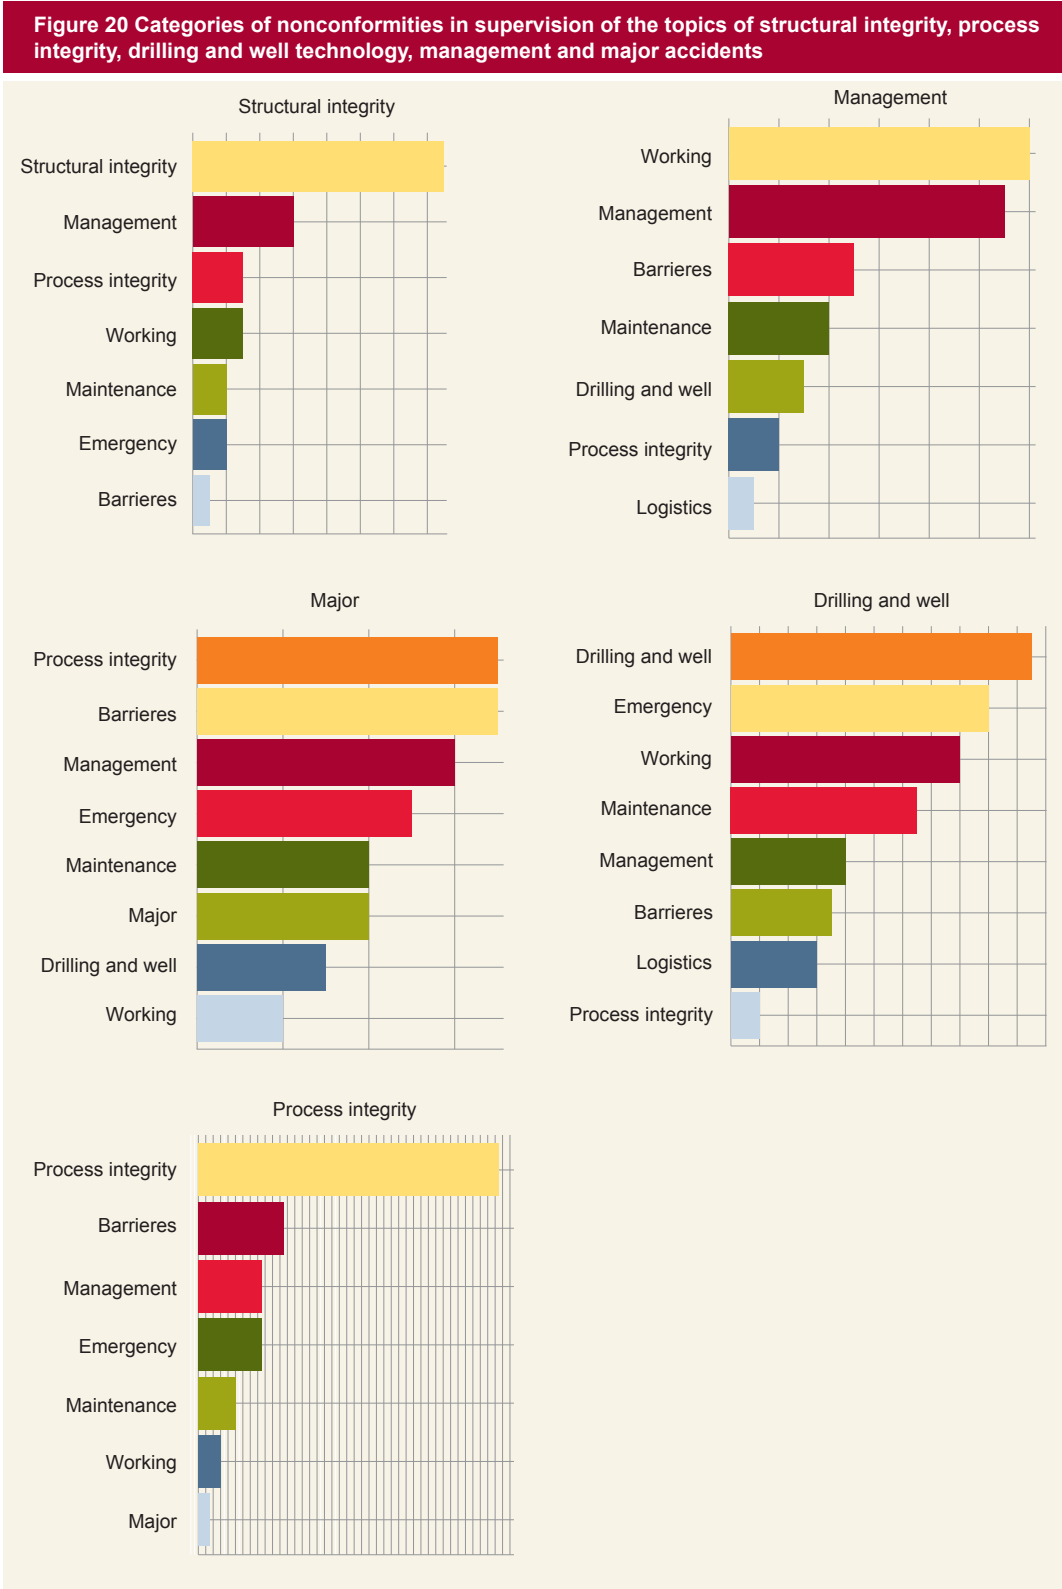 Figure 20 Categories of nonconformities in supervision of the topics of structural integrity, process
integrity, drilling and well technology, management and major accidents
Structural integrity
Structural integrity
Management
Process integrity
Working
Maintenance
Emergency
Barrieres
Management
Working
Management
Barrieres
Maintenance
Drilling and well
Process integrity
Logistics
Major
Process integrity
Barrieres
Management
Emergency
Maintenance
Major
Drilling and well
Working
Drilling and well
Drilling and well
Emergency
Working
Maintenance
Management
Barrieres
Logistics
Process integrity
Process integrity
Process integrity
Barrieres
Management
Emergency
Maintenance
Working
Major